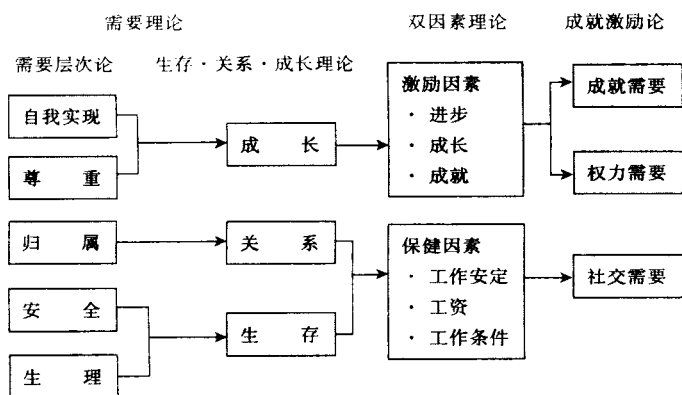 需要理论
双因素理论
成就激励论
需要层次论
生存·关系·成长理论
自我实现
尊重
归属
安全
生理
成长
关系
生存
激励因素
· 进步
· 成长
· 成就
保健因素
· 工作安定
· 工资
· 工作条件
成就需要
权力需要
社交需要